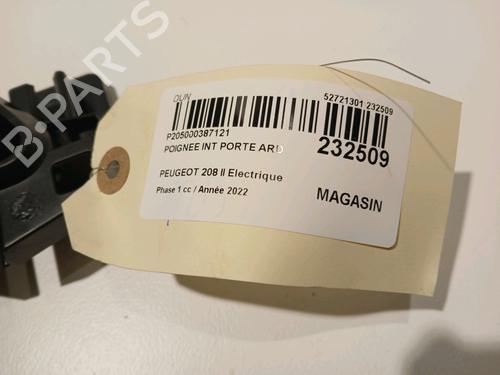 DUN
52721301 232509
P205000387121
POIGNEE INT PORTE ARD
232509
PEUGEOT 208 II Electrique
Phase 1 cc / Année 2022
MAGASIN
B-PARTS